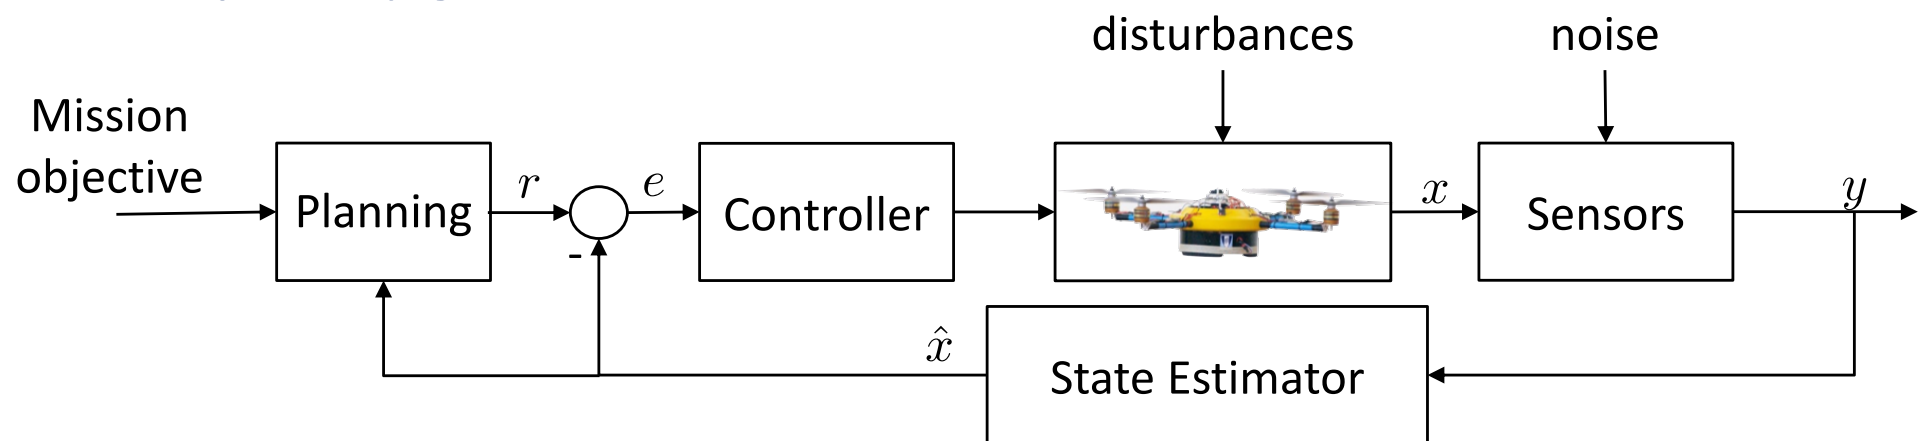 disturbances
noise
Mission
objective
Planning
r
e
Controller
x
Sensors
y
-
x̂
State Estimator